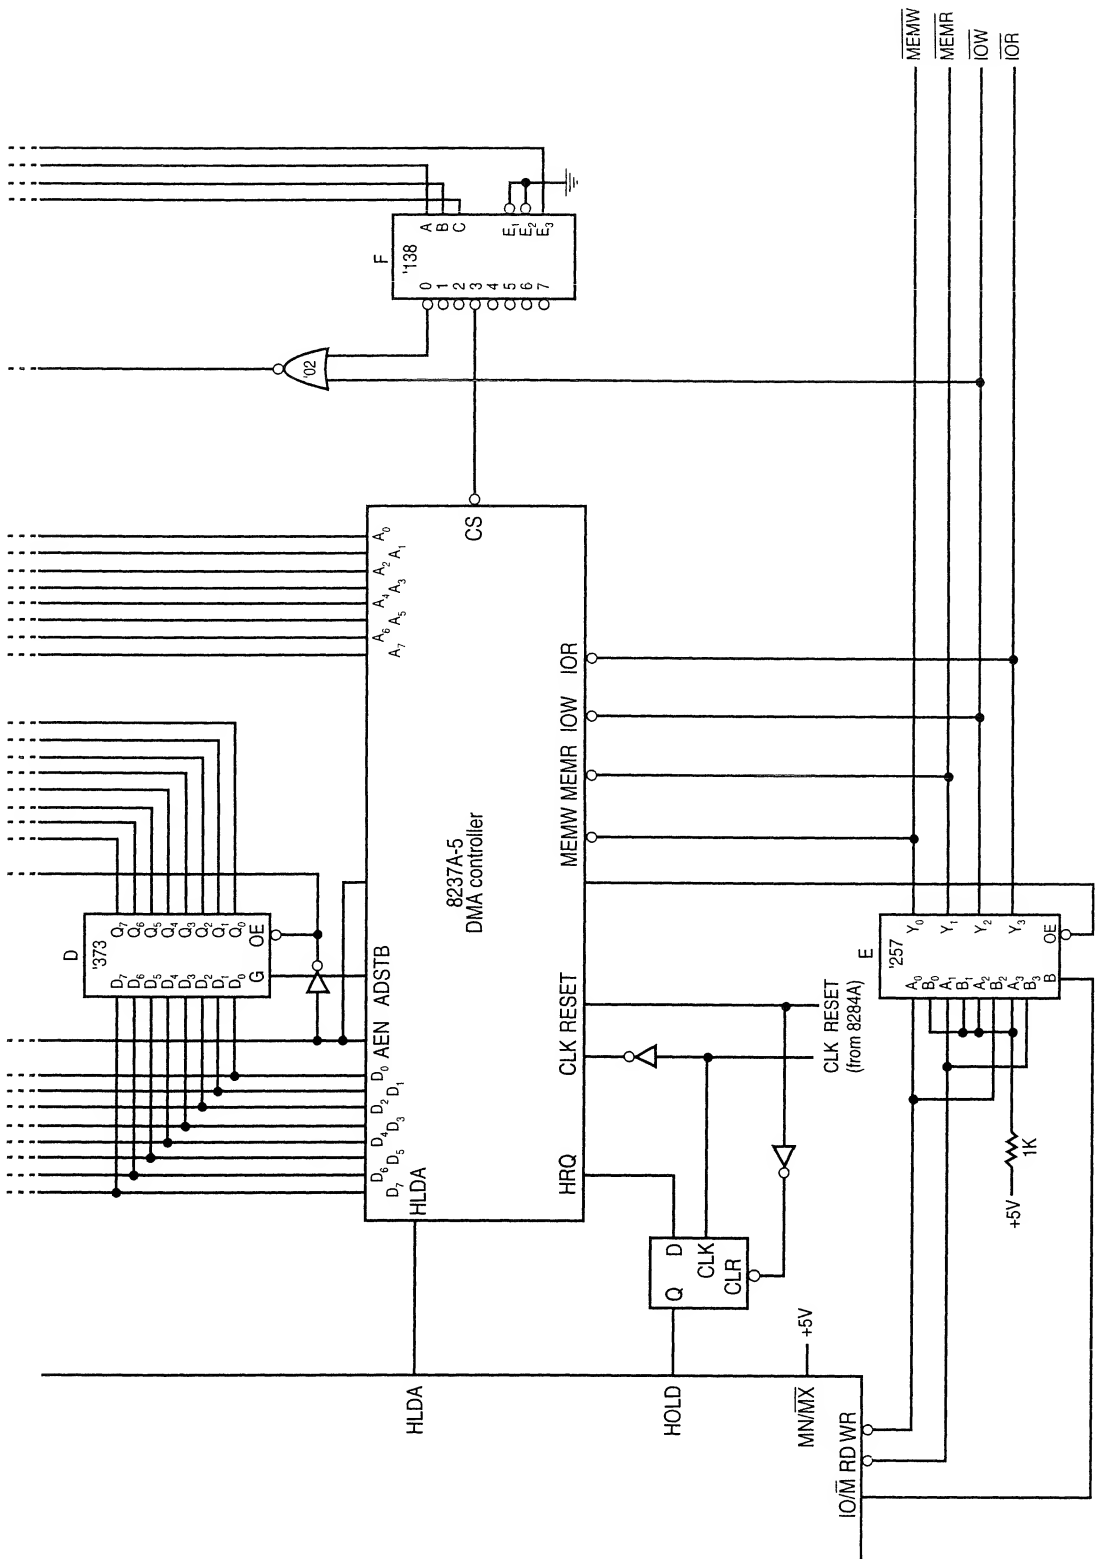 MEMW
MEMR
IOW
IOR
F
'138
A
B
C
E1
E2
E3
0
1
2
3
4
5
6
7
'02
CS
A0
A1
A2
A3
A4
A5
A6
A7
8237A-5
DMA controller
IOR
IOW
MEMR
MEMW
D
'373
Q7
Q6
Q5
Q4
Q3
Q2
Q1
Q0
OE
D7
D6
D5
D4
D3
D2
D1
D0
G
ADSTB
AEN
D0
D1
D2
D3
D4
D5
D6
D7
HLDA
RESET
CLK
HRQ
CLK RESET
(from 8284A)
E
'257
Y0
Y1
Y2
Y3
OE
A0
B0
A1
B1
A2
B2
A3
B3
B
1K
+5V
D
Q
CLK
CLR
HLDA
HOLD
MN/MX
+5V
IO/M RD WR